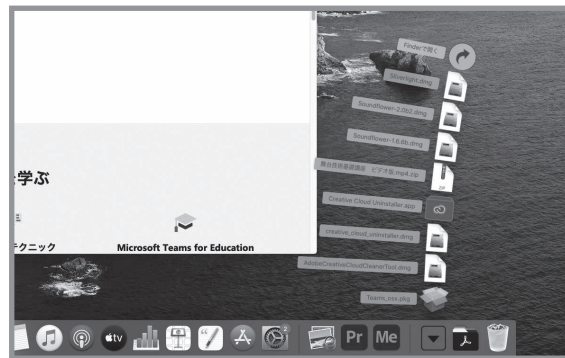 Finderで開く
Silverlight.dmg
Soundflower-2.0b2.dmg
Soundflower-1.6.6b.dmg
舞台技術基礎講座 ビデオ版.mp4.zip
ZIP
Creative Cloud Uninstaller.app
creative_cloud_uninstaller.dmg
AdobeCreativeCloudCleanerTool.dmg
Teams_osx.pkg
を学ぶ
テクニック
Microsoft Teams for Education
tv
2
Pr
Me